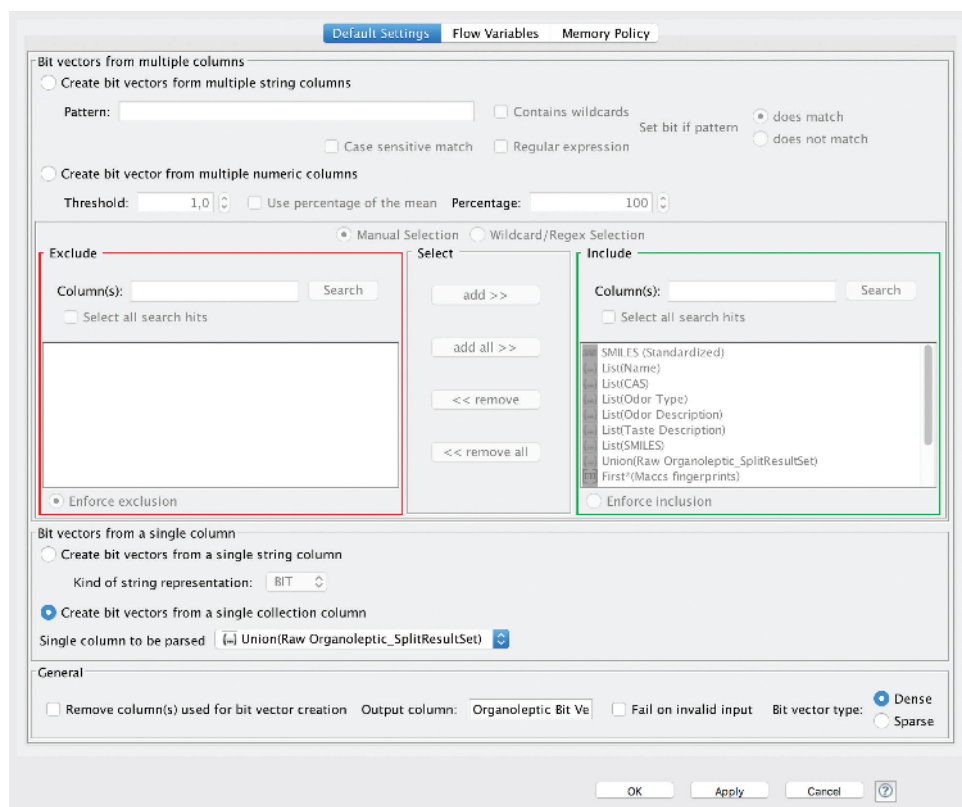 Default Settings Flow Variables Memory Policy
Bit vectors from multiple columns
Create bit vectors form multiple string columns
Pattern: Contains wildcards Set bit if pattern does match
Case sensitive match Regular expression does not match
Create bit vector from multiple numeric columns
Threshold: 1,0 Use percentage of the mean Percentage: 100
Manual Selection Wildcard/Regex Selection
Exclude Select Include
Column(s): Search add >> Column(s): Search
Select all search hits Select all search hits
add all >>
<< remove
<< remove all
SMILES (Standardized)
List(Name)
List(CAS)
List(Odor Type)
List(Odor Description)
List(Taste Description)
List(SMILES)
Union(Raw Organoleptic_SplitResultSet)
First*(Maccs fingerprints)
Enforce exclusion Enforce inclusion
Bit vectors from a single column
Create bit vectors from a single string column
Kind of string representation: BIT
Create bit vectors from a single collection column
Single column to be parsed {...} Union(Raw Organoleptic_SplitResultSet)
General
Remove column(s) used for bit vector creation Output column: Organoleptic Bit Ve Fail on invalid input Bit vector type: Dense
Sparse
OK Apply Cancel ?